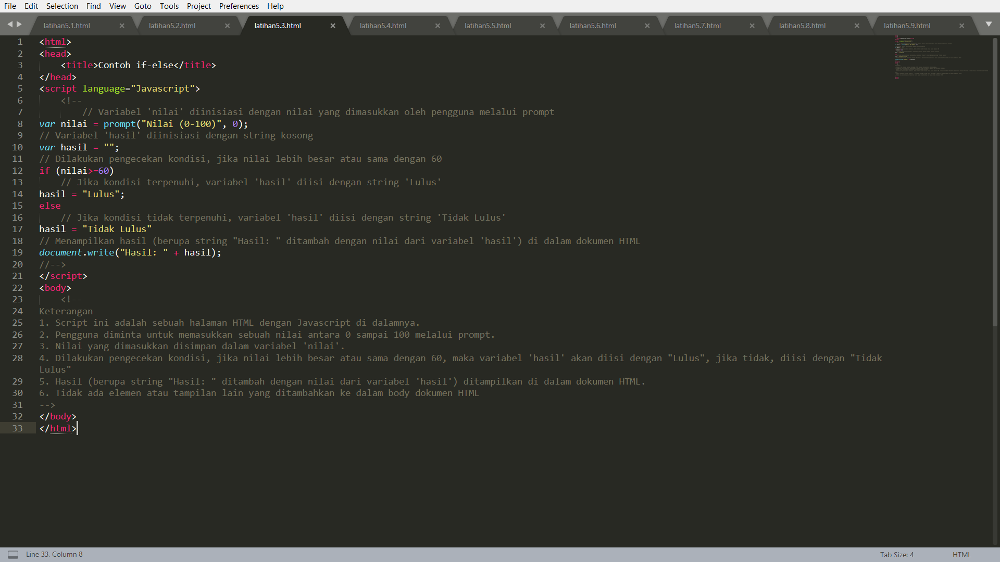 File Edit Selection Find View Goto Tools Project Preferences Help
latihan5.1.html × latihan5.2.html × latihan5.3.html × latihan5.4.html × latihan5.5.html × latihan5.6.html × latihan5.7.html × latihan5.8.html × latihan5.9.html ×
1 <html>
2 <head>
3     <title>Contoh if-else</title>
4 </head>
5 <script language="Javascript">
6     <!--
7         // Variabel 'nilai' diinisiasi dengan nilai yang dimasukkan oleh pengguna melalui prompt
8 var nilai = prompt("Nilai (0-100)", 0);
9 // Variabel 'hasil' diinisiasi dengan string kosong
10 var hasil = "";
11 // Dilakukan pengecekan kondisi, jika nilai lebih besar atau sama dengan 60
12 if (nilai>=60)
13     // Jika kondisi terpenuhi, variabel 'hasil' diisi dengan string 'Lulus'
14 hasil = "Lulus";
15 else
16     // Jika kondisi tidak terpenuhi, variabel 'hasil' diisi dengan string 'Tidak Lulus'
17 hasil = "Tidak Lulus"
18 // Menampilkan hasil (berupa string "Hasil: " ditambah dengan nilai dari variabel 'hasil') di dalam dokumen HTML
19 document.write("Hasil: " + hasil);
20 //-->
21 </script>
22 <body>
23     <!--
24 Keterangan
25 1. Script ini adalah sebuah halaman HTML dengan Javascript di dalamnya.
26 2. Pengguna diminta untuk memasukkan sebuah nilai antara 0 sampai 100 melalui prompt.
27 3. Nilai yang dimasukkan disimpan dalam variabel 'nilai'.
28 4. Dilakukan pengecekan kondisi, jika nilai lebih besar atau sama dengan 60, maka variabel 'hasil' akan diisi dengan "Lulus", jika tidak, diisi dengan "Tidak
Lulus"
29 5. Hasil (berupa string "Hasil: " ditambah dengan nilai dari variabel 'hasil') ditampilkan di dalam dokumen HTML.
30 6. Tidak ada elemen atau tampilan lain yang ditambahkan ke dalam body dokumen HTML
31 -->
32 </body>
33 </html>
Line 33, Column 8 Tab Size: 4 HTML